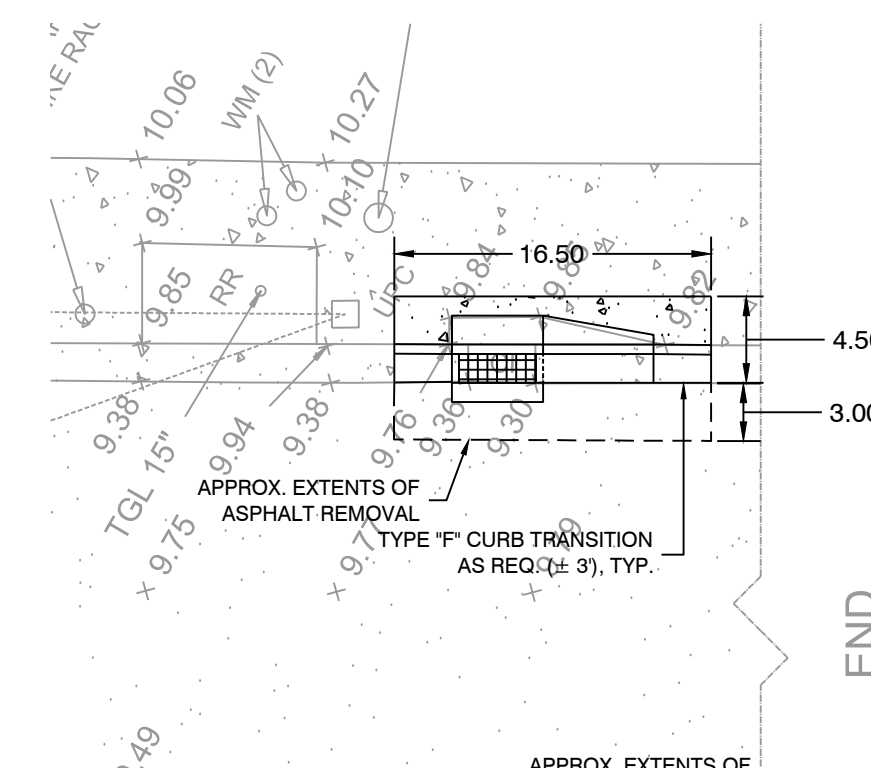 10.06
WM (2)
10.27
9.99
10.10
9.84
16.50
9.85
RR
UPC
9.82
4.50
3.00
9.38
TGL 15"
9.94
9.38
9.76
9.36
9.30
APPROX. EXTENTS OF
ASPHALT REMOVAL
TYPE "F" CURB TRANSITION
AS REQ. (± 3'), TYP.
9.75
9.77
END
.49
APPROX. EXTENTS OF